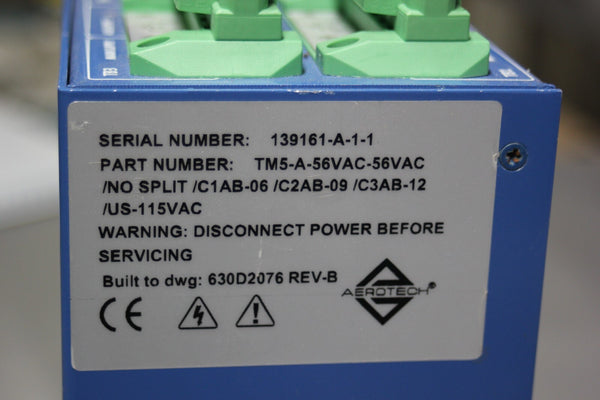 TB3
SERIAL NUMBER: 139161-A-1-1
PART NUMBER: TM5-A-56VAC-56VAC
/NO SPLIT /C1AB-06 /C2AB-09 /C3AB-12
/US-115VAC
WARNING: DISCONNECT POWER BEFORE
SERVICING
Built to dwg: 630D2076 REV-B
AEROTECH®
CE